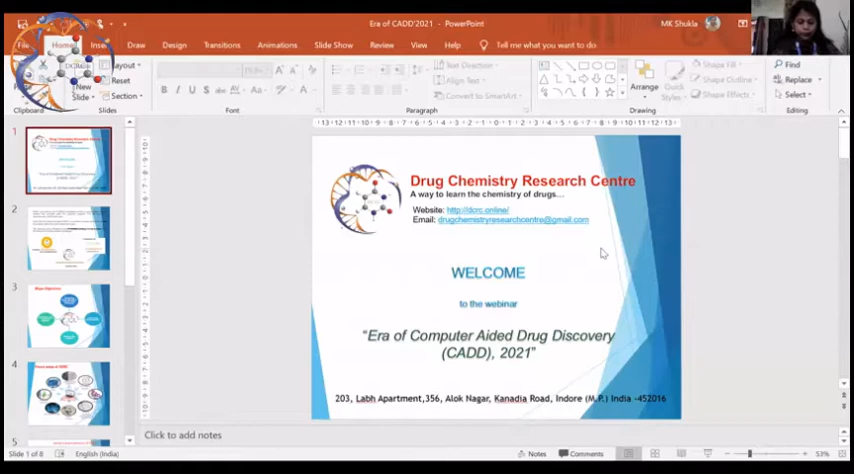 Era of CADD'2021 - PowerPoint
MK Shukla
File
Home
Insert
Draw
Design
Transitions
Animations
Slide Show
Review
View
Help
Tell me what you want to do
Layout
Reset
Section
New
Slide
Clipboard
Slides
Font
Text Direction
Align Text
Convert to SmartArt
Paragraph
Arrange
Quick
Styles
Shape Fill
Shape Outline
Shape Effects
Drawing
Find
Replace
Select
Editing
1
2
3
4
5
Drug Chemistry Research Centre
A way to learn the chemistry of drugs...
Website: http://dcrc.online/
Email: drugchemistryresearchcentre@gmail.com
WELCOME
to the webinar
“Era of Computer Aided Drug Discovery
(CADD), 2021”
203, Labh Apartment,356, Alok Nagar, Kanadia Road, Indore (M.P.) India -452016
Click to add notes
Slide 1 of 8
English (India)
Notes
Comments
53%